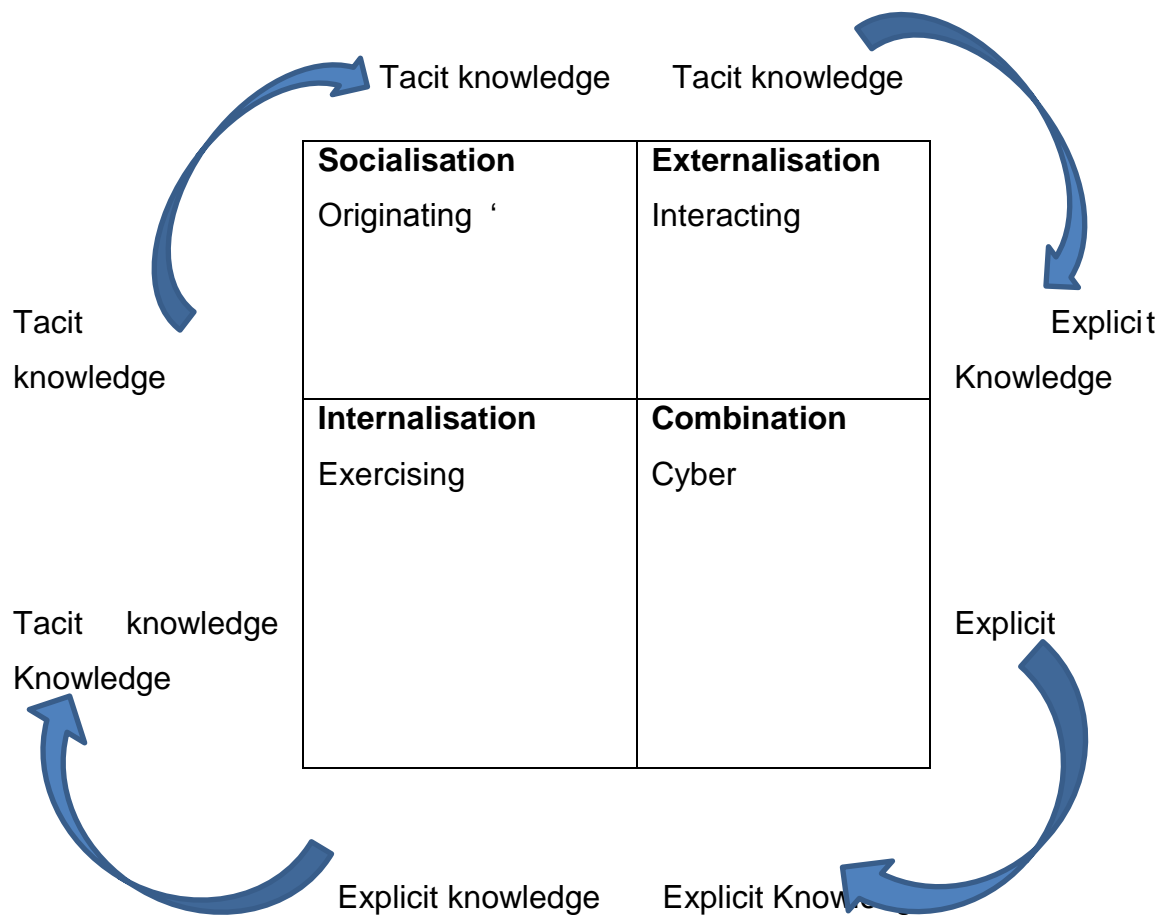 Tacit knowledge Tacit knowledge
Socialisation Externalisation
Originating ‘ Interacting
Tacit Explicit
knowledge Knowledge
Internalisation Combination
Exercising Cyber
Tacit knowledge Explicit
Knowledge
Explicit knowledge Explicit